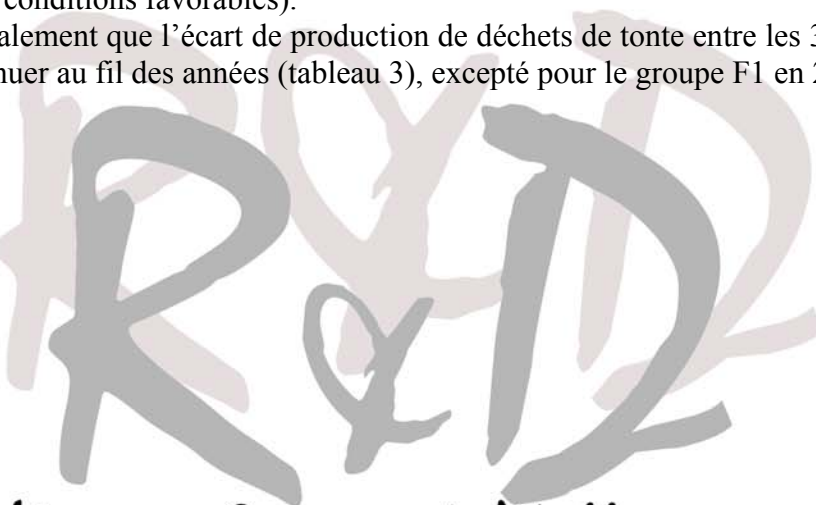 conditions favorables).
alement que l'écart de production de déchets de tonte entre les 3
nuer au fil des années (tableau 3), excepté pour le groupe F1 en 2
R&D